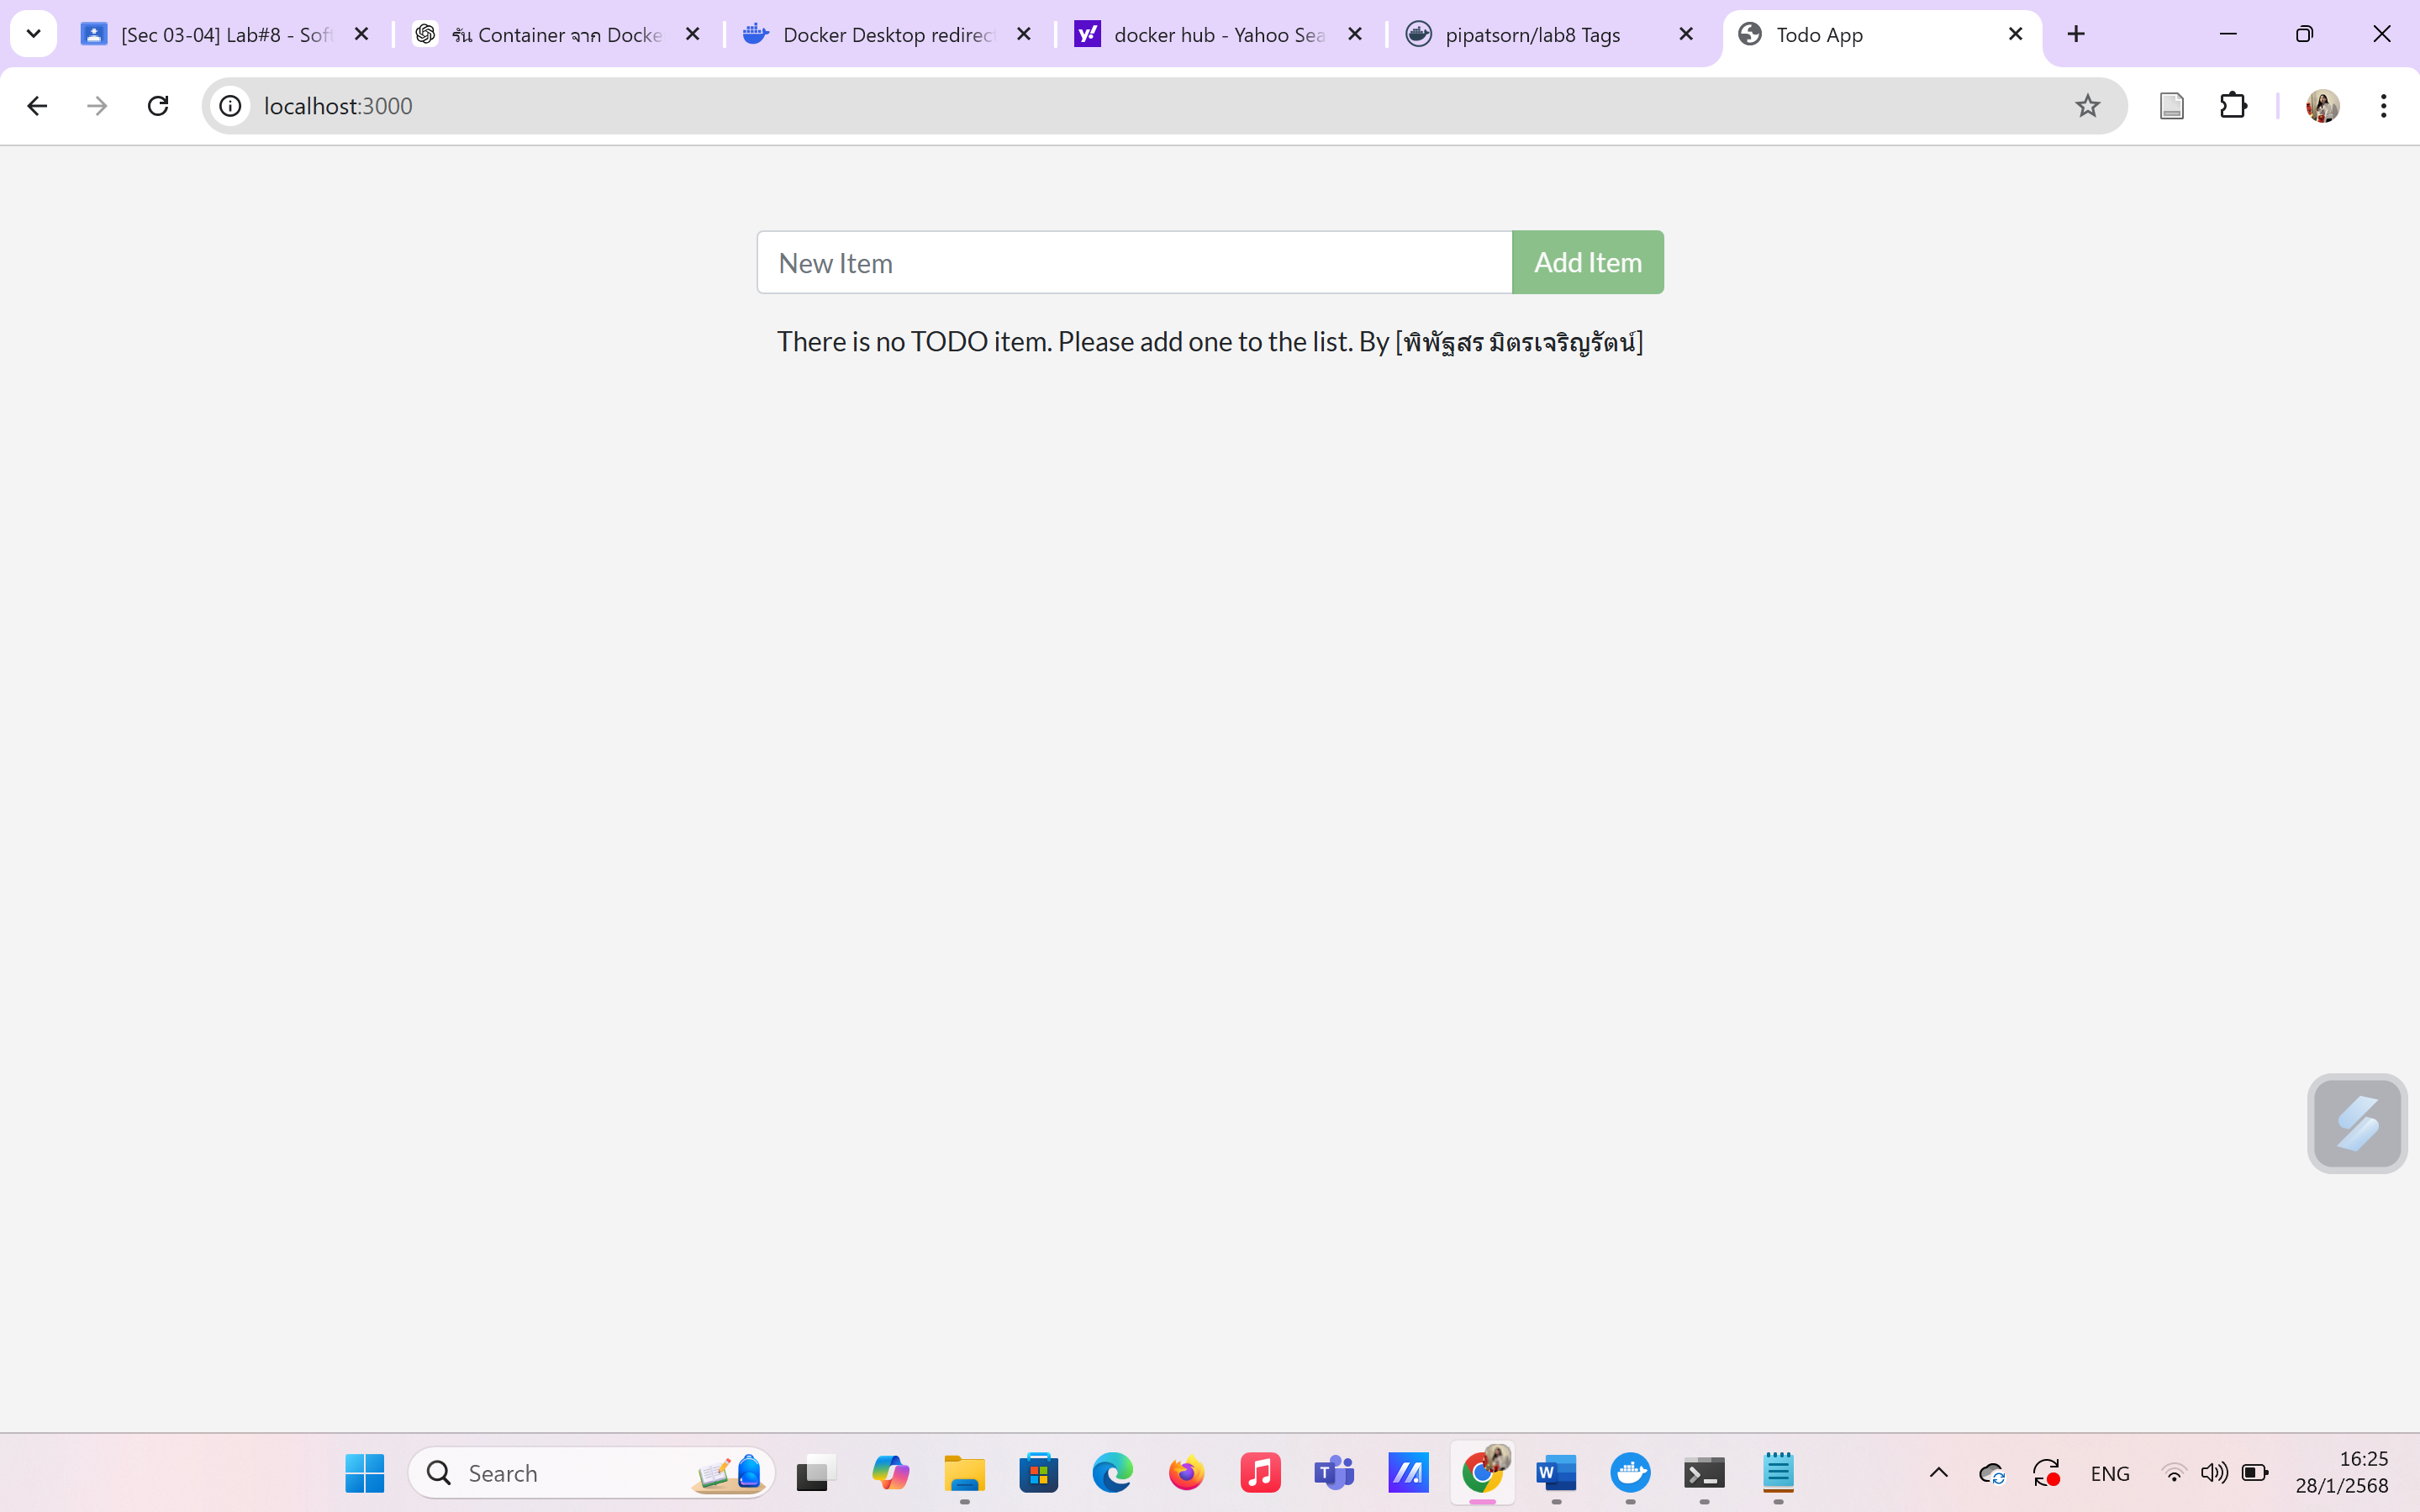 [Sec 03-04] Lab#8 - Soft
รัน Container จาก Docke
Docker Desktop redirect
docker hub - Yahoo Sea
pipatsorn/lab8 Tags
Todo App
localhost:3000
New Item
Add Item
There is no TODO item. Please add one to the list. By [พิพัฐสร มิตรเจริญรัตน์]
Search
ENG
16:25
28/1/2568